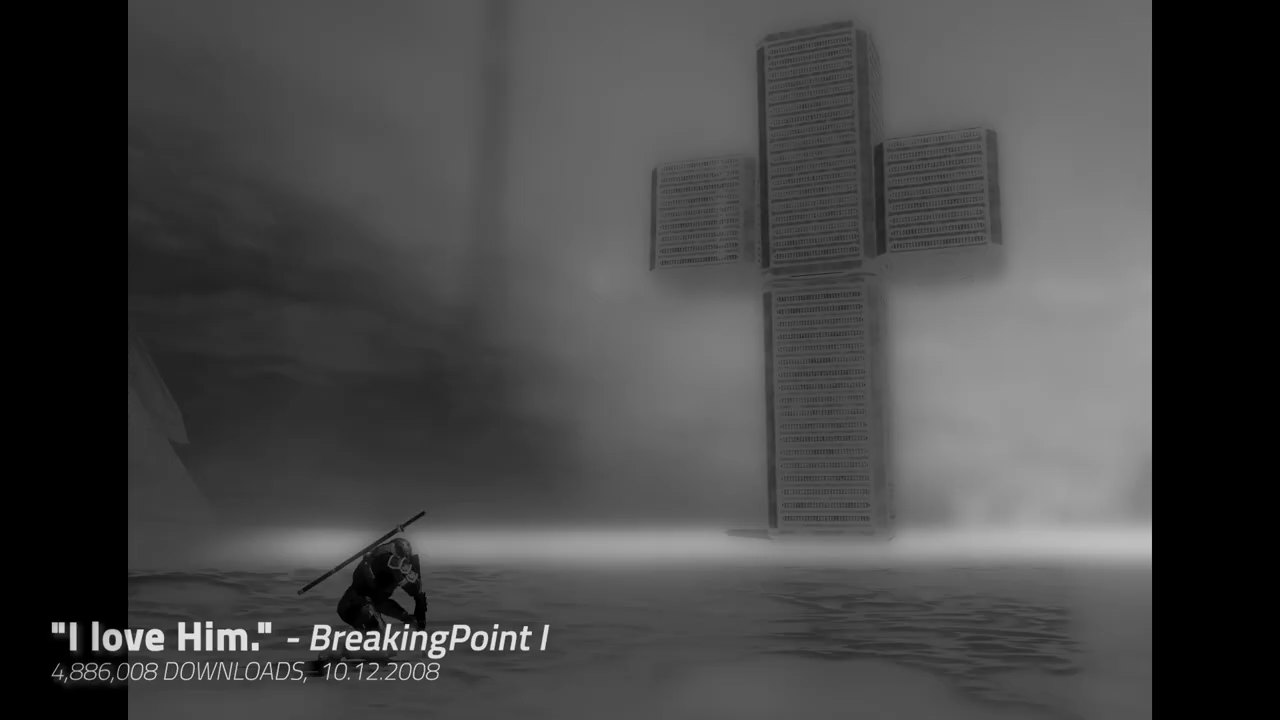 "I love Him." - BreakingPoint I
4,886,008 DOWNLOADS, 10.12.2008